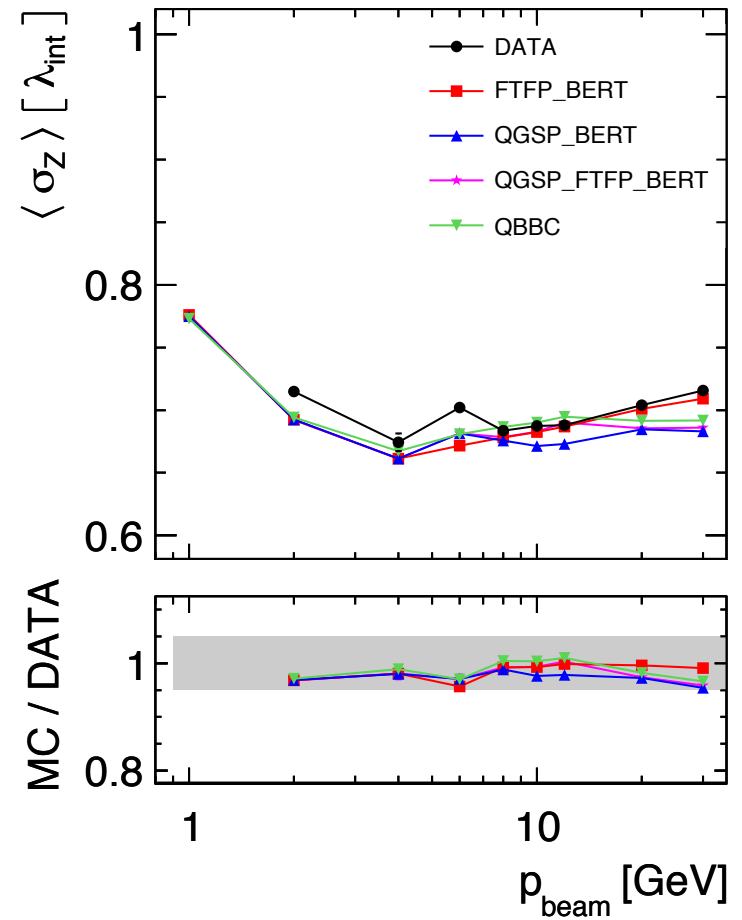 ⟨ σ_Z ⟩ [ λ_int ]
1
0.8
0.6
DATA
FTFP_BERT
QGSP_BERT
QGSP_FTFP_BERT
QBBC
MC / DATA
1
0.8
1
10
p_beam [GeV]